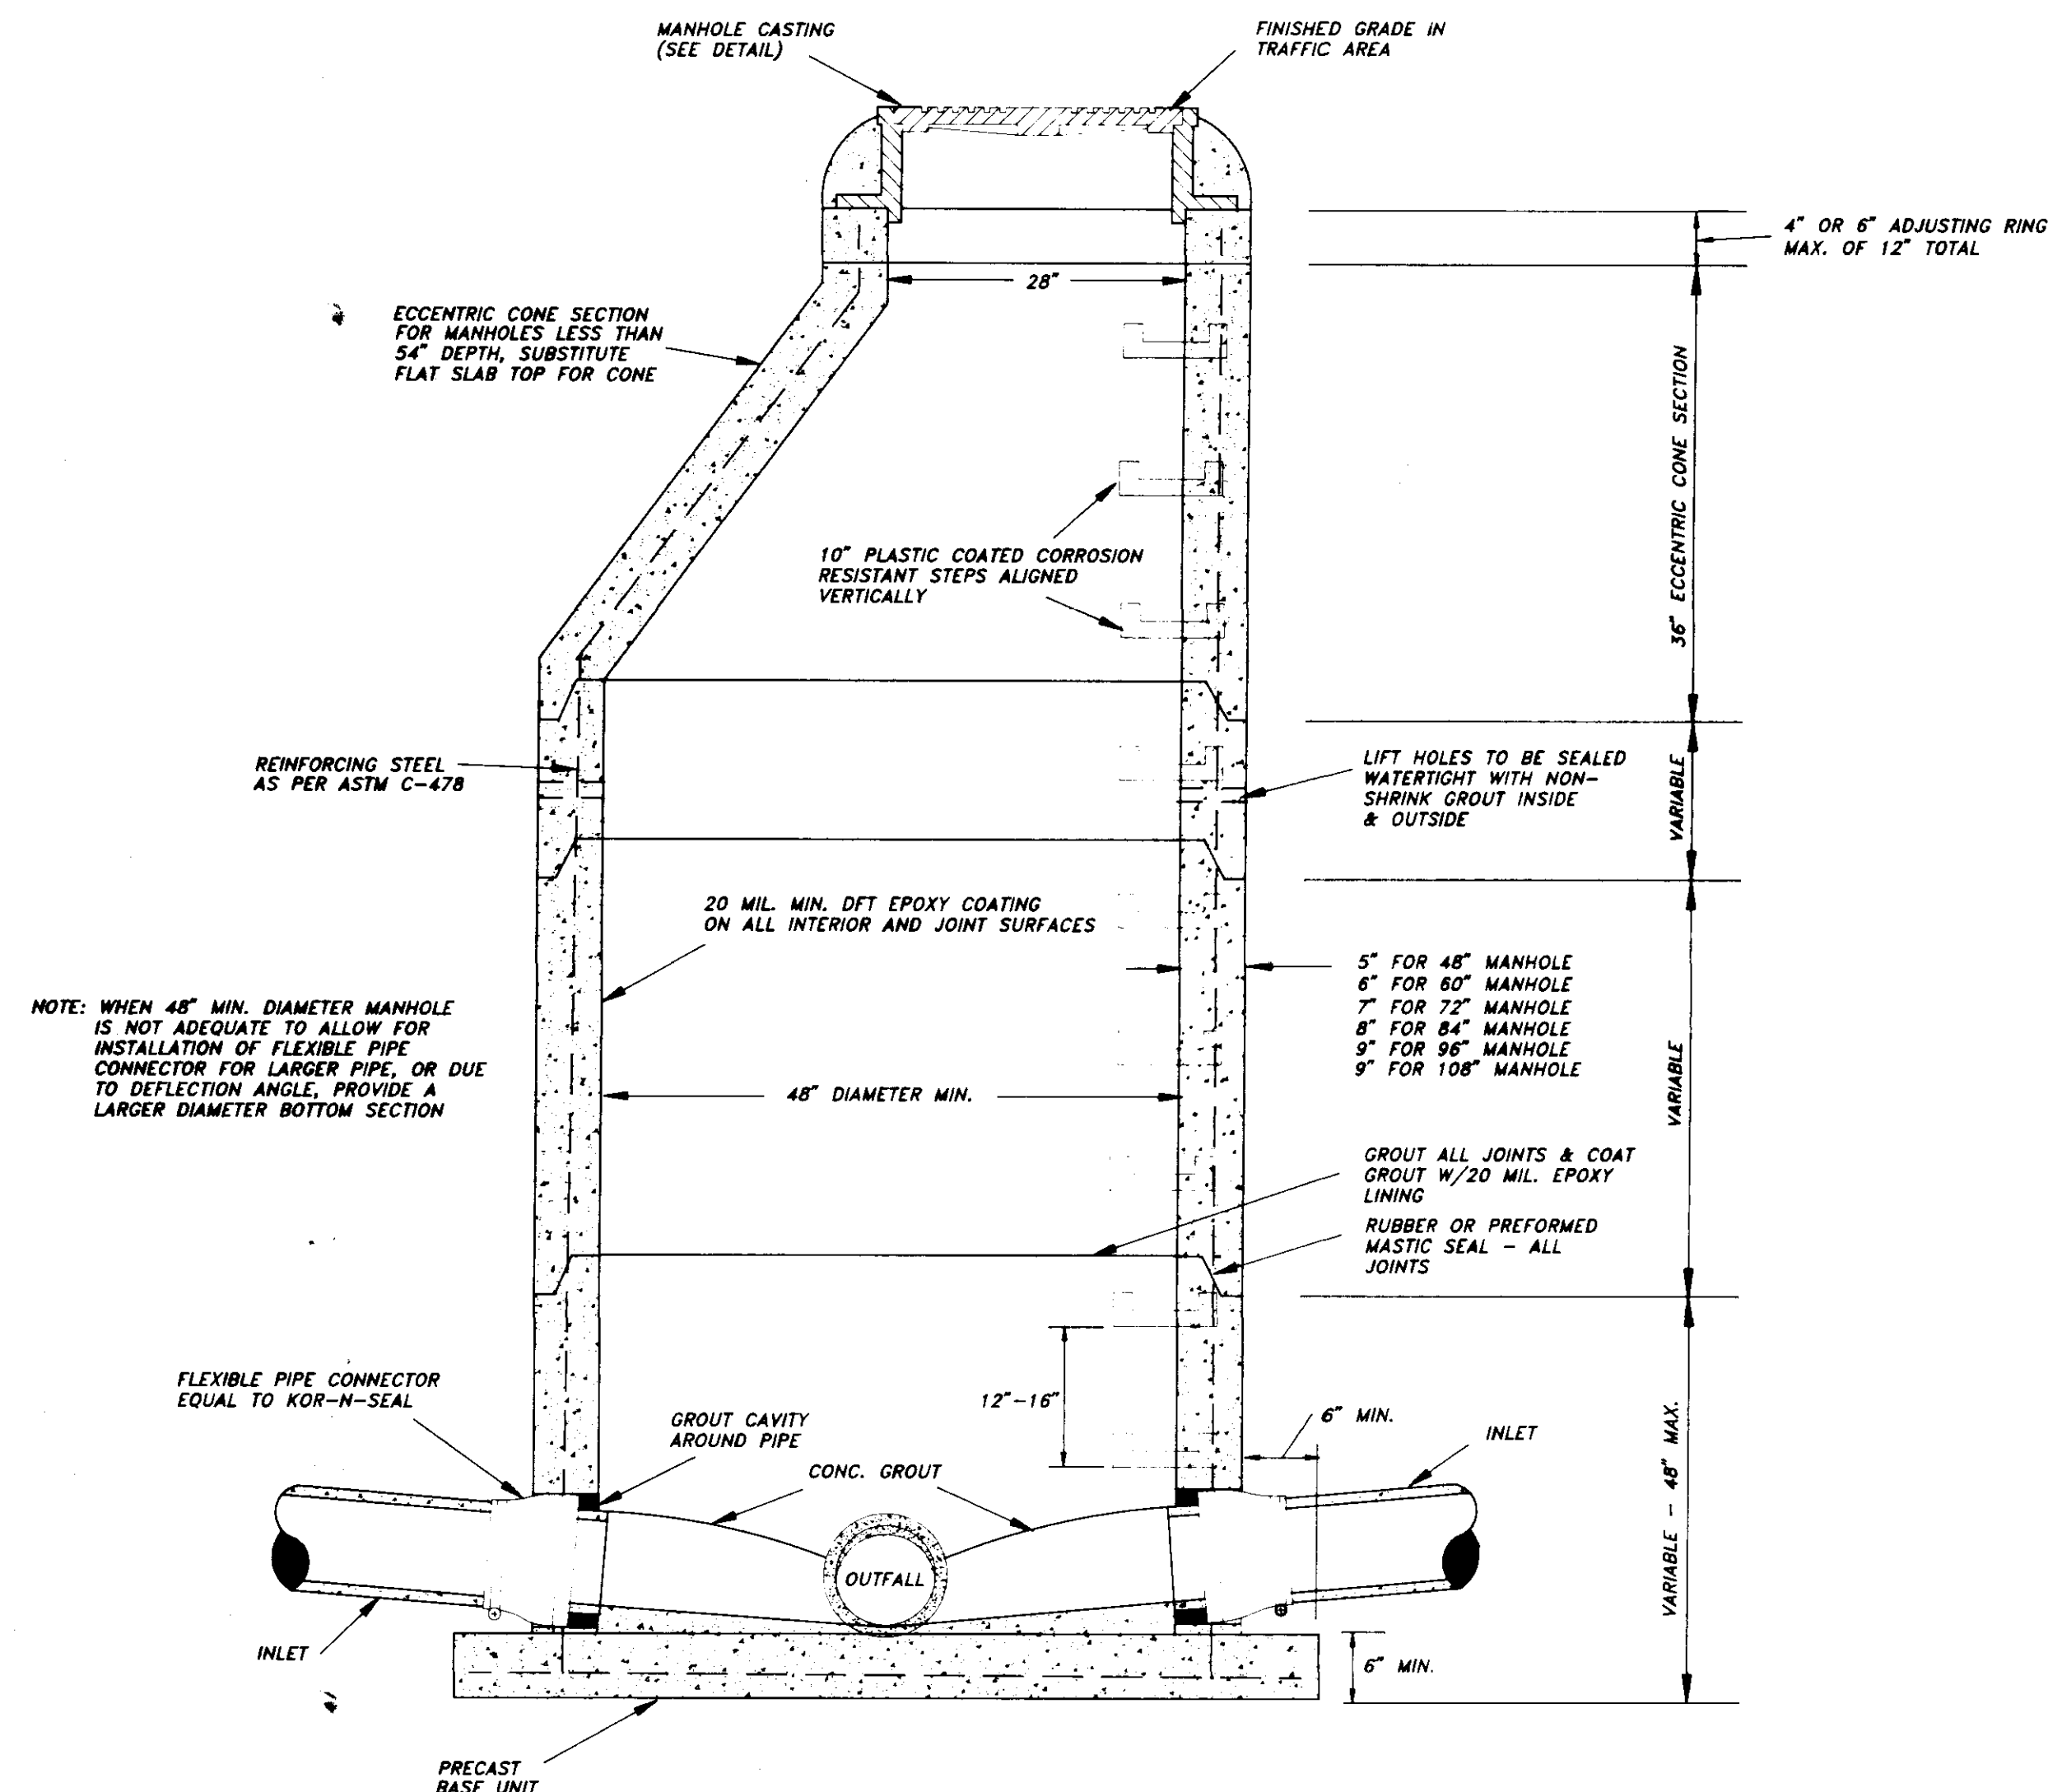 MANHOLE CASTING
(SEE DETAIL)
FINISHED GRADE IN
TRAFFIC AREA
4" OR 6" ADJUSTING RING
MAX. OF 12" TOTAL
28"
ECCENTRIC CONE SECTION
FOR MANHOLES LESS THAN
54" DEPTH, SUBSTITUTE
FLAT SLAB TOP FOR CONE
36" ECCENTRIC CONE SECTION
10" PLASTIC COATED CORROSION
RESISTANT STEPS ALIGNED
VERTICALLY
REINFORCING STEEL
AS PER ASTM C-478
LIFT HOLES TO BE SEALED
WATERTIGHT WITH NON-
SHRINK GROUT INSIDE
& OUTSIDE
VARIABLE
20 MIL. MIN. DFT EPOXY COATING
ON ALL INTERIOR AND JOINT SURFACES
5" FOR 48" MANHOLE
6" FOR 60" MANHOLE
7" FOR 72" MANHOLE
8" FOR 84" MANHOLE
9" FOR 96" MANHOLE
9" FOR 108" MANHOLE
NOTE: WHEN 48" MIN. DIAMETER MANHOLE
IS NOT ADEQUATE TO ALLOW FOR
INSTALLATION OF FLEXIBLE PIPE
CONNECTOR FOR LARGER PIPE, OR DUE
TO DEFLECTION ANGLE, PROVIDE A
LARGER DIAMETER BOTTOM SECTION
VARIABLE
48" DIAMETER MIN.
GROUT ALL JOINTS & COAT
GROUT W/20 MIL. EPOXY
LINING
RUBBER OR PREFORMED
MASTIC SEAL - ALL
JOINTS
FLEXIBLE PIPE CONNECTOR
EQUAL TO KOR-N-SEAL
12"-16"
GROUT CAVITY
AROUND PIPE
6" MIN.
INLET
CONC. GROUT
VARIABLE - 48" MAX.
OUTFALL
INLET
6" MIN.
PRECAST
BASE UNIT